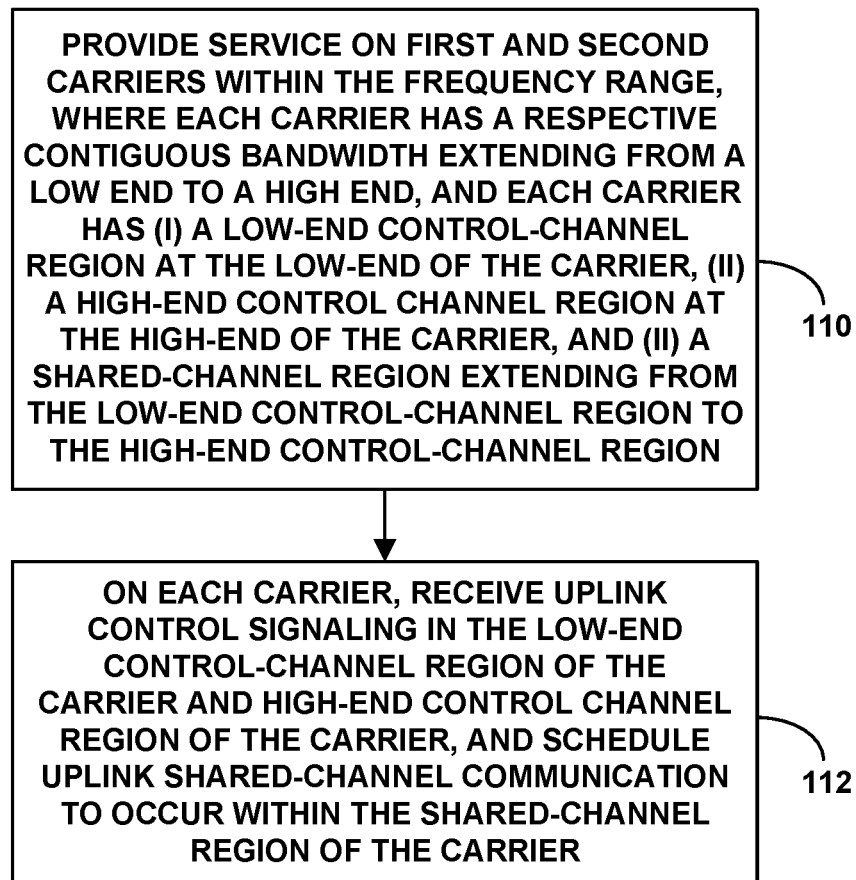 PROVIDE SERVICE ON FIRST AND SECOND
CARRIERS WITHIN THE FREQUENCY RANGE,
WHERE EACH CARRIER HAS A RESPECTIVE
CONTIGUOUS BANDWIDTH EXTENDING FROM A
LOW END TO A HIGH END, AND EACH CARRIER
HAS (I) A LOW-END CONTROL-CHANNEL
REGION AT THE LOW-END OF THE CARRIER, (II)
A HIGH-END CONTROL CHANNEL REGION AT
THE HIGH-END OF THE CARRIER, AND (II) A
SHARED-CHANNEL REGION EXTENDING FROM
THE LOW-END CONTROL-CHANNEL REGION TO
THE HIGH-END CONTROL-CHANNEL REGION
110
ON EACH CARRIER, RECEIVE UPLINK
CONTROL SIGNALING IN THE LOW-END
CONTROL-CHANNEL REGION OF THE
CARRIER AND HIGH-END CONTROL CHANNEL
REGION OF THE CARRIER, AND SCHEDULE
UPLINK SHARED-CHANNEL COMMUNICATION
TO OCCUR WITHIN THE SHARED-CHANNEL
REGION OF THE CARRIER
112